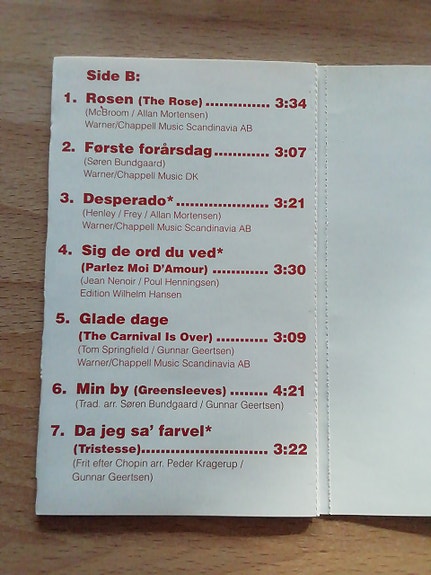 Side B:
1. Rosen (The Rose) .............. 3:34
(McBroom / Allan Mortensen)
Warner/Chappell Music Scandinavia AB
2. Første forårsdag ............ 3:07
(Søren Bundgaard)
Warner/Chappell Music DK
3. Desperado* .................... 3:21
(Henley / Frey / Allan Mortensen)
Warner/Chappell Music Scandinavia AB
4. Sig de ord du ved*
(Parlez Moi D'Amour) ............ 3:30
(Jean Nenoir / Poul Henningsen)
Edition Wilhelm Hansen
5. Glade dage
(The Carnival Is Over) ........... 3:09
(Tom Springfield / Gunnar Geertsen)
Warner/Chappell Music Scandinavia AB
6. Min by (Greensleeves) ........ 4:21
(Trad. arr. Søren Bundgaard / Gunnar Geertsen)
7. Da jeg sa' farvel*
(Tristesse)........................... 3:22
(Frit efter Chopin arr. Peder Kragerup /
Gunnar Geertsen)